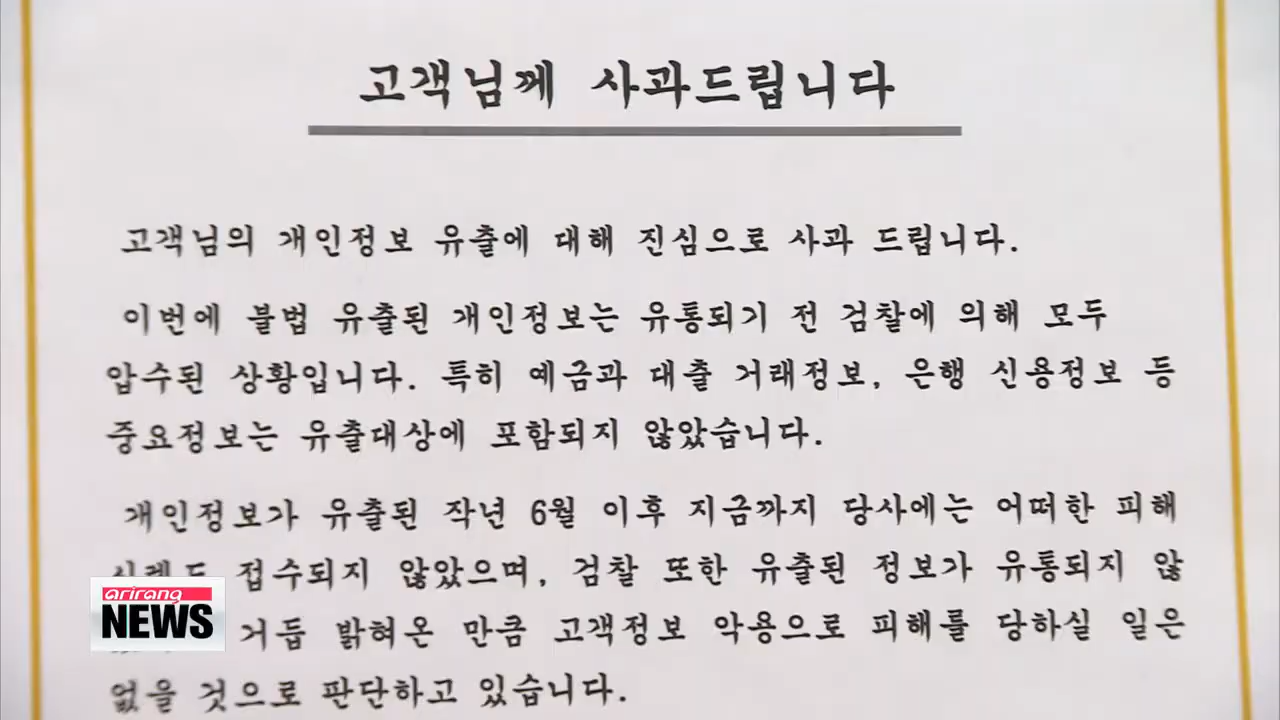 고객님께 사과드립니다
고객님의 개인정보 유출에 대해 진심으로 사과 드립니다.
이번에 불법 유출된 개인정보는 유통되기 전 검찰에 의해 모두
압수된 상황입니다. 특히 예금과 대출 거래정보, 은행 신용정보 등
중요정보는 유출대상에 포함되지 않았습니다.
개인정보가 유출된 작년 6월 이후 지금까지 당사에는 어떠한 피해
접수되지 않았으며, 검찰 또한 유출된 정보가 유통되지 않
거듭 밝혀온 만큼 고객정보 악용으로 피해를 당하실 일은
없을 것으로 판단하고 있습니다.
arirang
NEWS